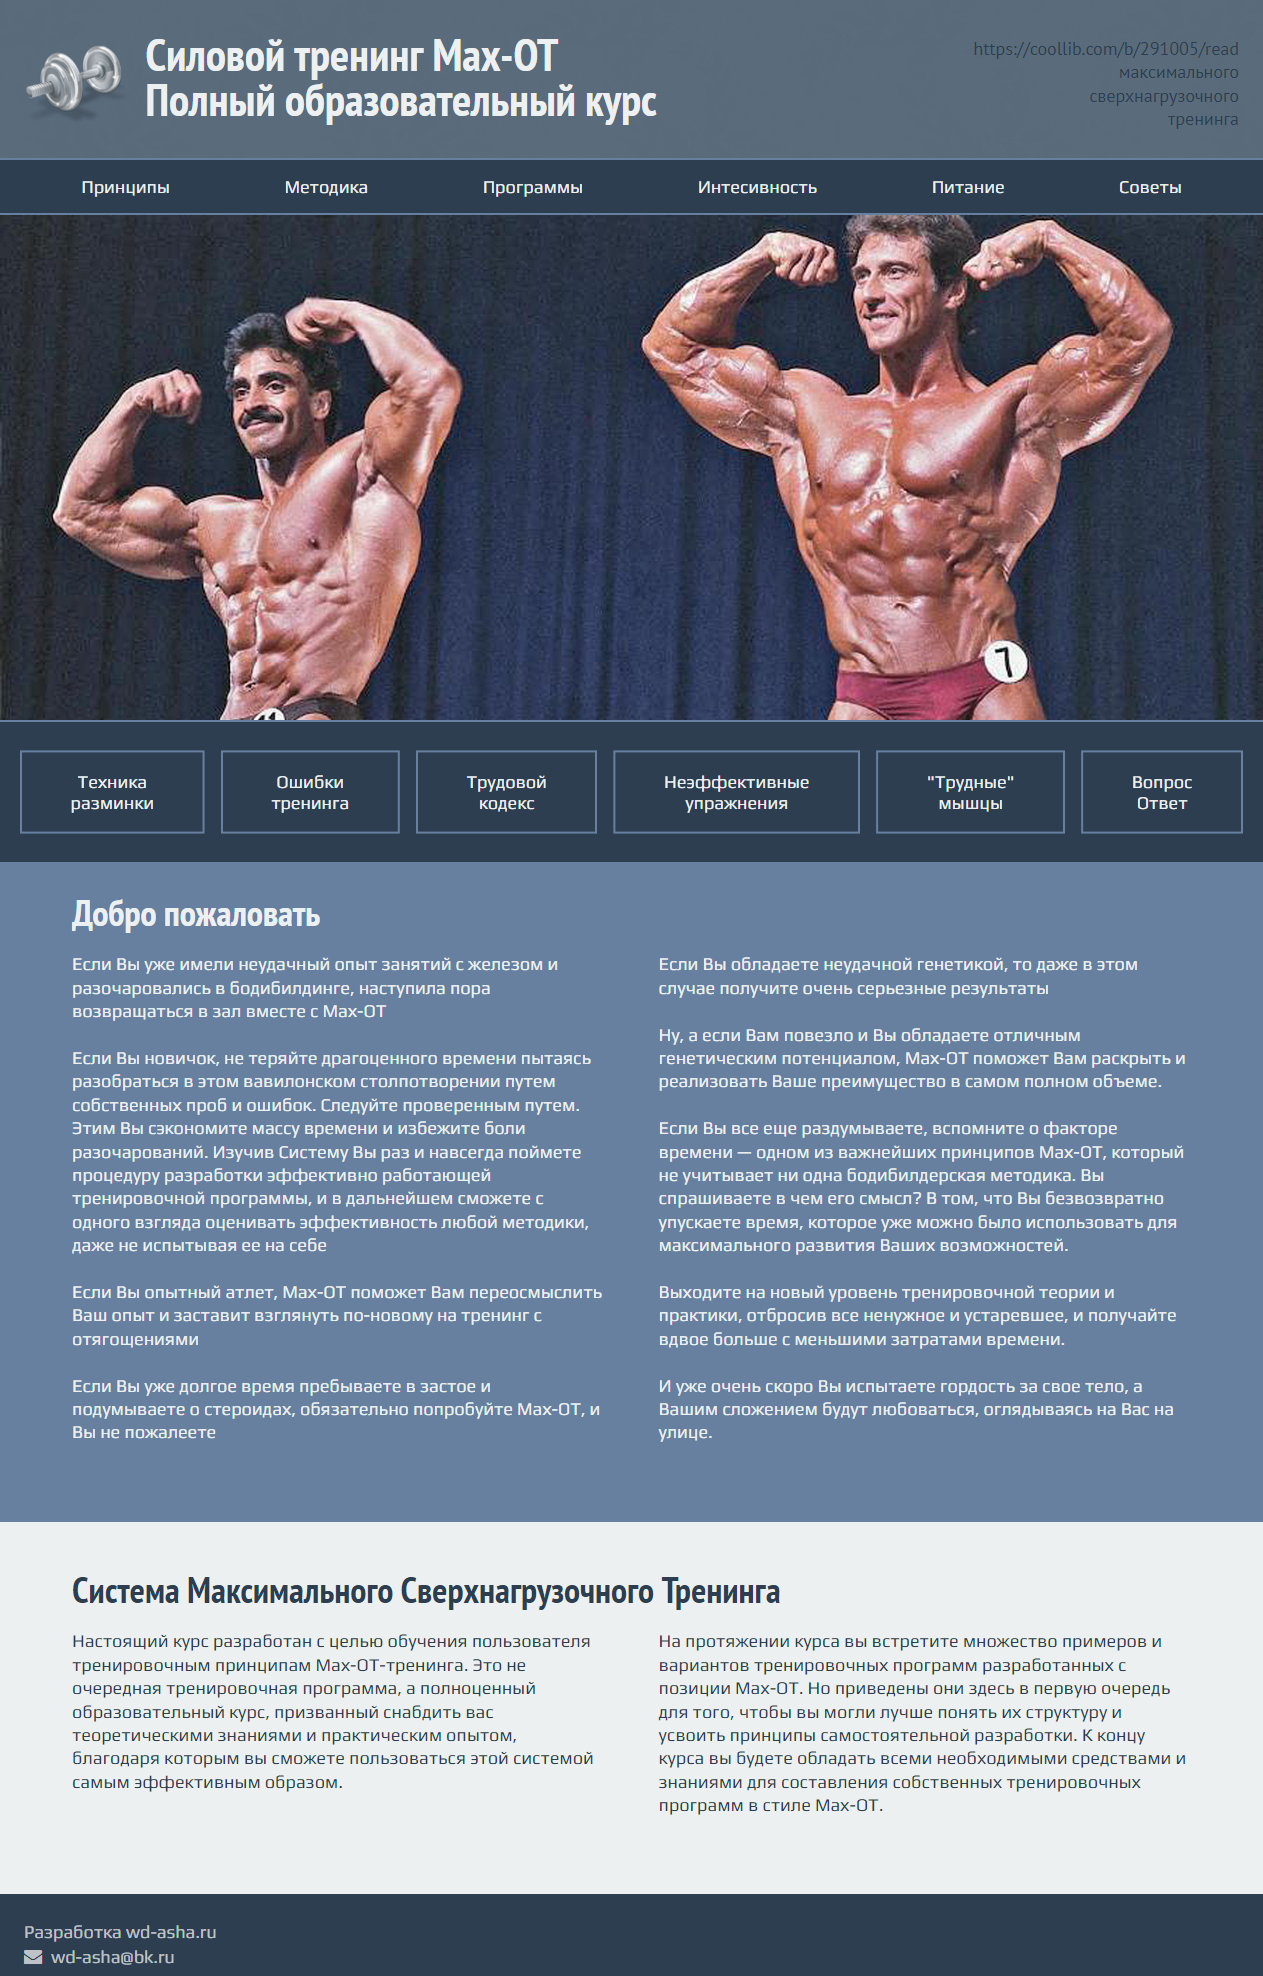 Силовой тренинг Max-OT
Полный образовательный курс
https://coollib.com/b/291005/read
максимального
сверхнагрузочного
тренинга
Принципы
Методика
Программы
Интесивность
Питание
Советы
7
Техника
разминки
Ошибки
тренинга
Трудовой
кодекс
Неэффективные
упражнения
"Трудные"
мышцы
Вопрос
Ответ
Добро пожаловать
Если Вы уже имели неудачный опыт занятий с железом и
разочаровались в бодибилдинге, наступила пора
возвращаться в зал вместе с Max-OT
Если Вы новичок, не теряйте драгоценного времени пытаясь
разобраться в этом вавилонском столпотворении путем
собственных проб и ошибок. Следуйте проверенным путем.
Этим Вы сэкономите массу времени и избежите боли
разочарований. Изучив Систему Вы раз и навсегда поймете
процедуру разработки эффективно работающей
тренировочной программы, и в дальнейшем сможете с
одного взгляда оценивать эффективность любой методики,
даже не испытывая ее на себе
Если Вы опытный атлет, Max-OT поможет Вам переосмыслить
Ваш опыт и заставит взглянуть по-новому на тренинг с
отягощениями
Если Вы уже долгое время пребываете в застое и
подумываете о стероидах, обязательно попробуйте Max-OT, и
Вы не пожалеете
Если Вы обладаете неудачной генетикой, то даже в этом
случае получите очень серьезные результаты
Ну, а если Вам повезло и Вы обладаете отличным
генетическим потенциалом, Max-OT поможет Вам раскрыть и
реализовать Ваше преимущество в самом полном объеме.
Если Вы все еще раздумываете, вспомните о факторе
времени — одном из важнейших принципов Max-OT, который
не учитывает ни одна бодибилдерская методика. Вы
спрашиваете в чем его смысл? В том, что Вы безвозвратно
упускаете время, которое уже можно было использовать для
максимального развития Ваших возможностей.
Выходите на новый уровень тренировочной теории и
практики, отбросив все ненужное и устаревшее, и получайте
вдвое больше с меньшими затратами времени.
И уже очень скоро Вы испытаете гордость за свое тело, а
Вашим сложением будут любоваться, оглядываясь на Вас на
улице.
Система Максимального Сверхнагрузочного Тренинга
Настоящий курс разработан с целью обучения пользователя
тренировочным принципам Max-OT-тренинга. Это не
очередная тренировочная программа, а полноценный
образовательный курс, призванный снабдить вас
теоретическими знаниями и практическим опытом,
благодаря которым вы сможете пользоваться этой системой
самым эффективным образом.
На протяжении курса вы встретите множество примеров и
вариантов тренировочных программ разработанных с
позиции Max-OT. Но приведены они здесь в первую очередь
для того, чтобы вы могли лучше понять их структуру и
усвоить принципы самостоятельной разработки. К концу
курса вы будете обладать всеми необходимыми средствами и
знаниями для составления собственных тренировочных
программ в стиле Max-OT.
Разработка wd-asha.ru
wd-asha@bk.ru